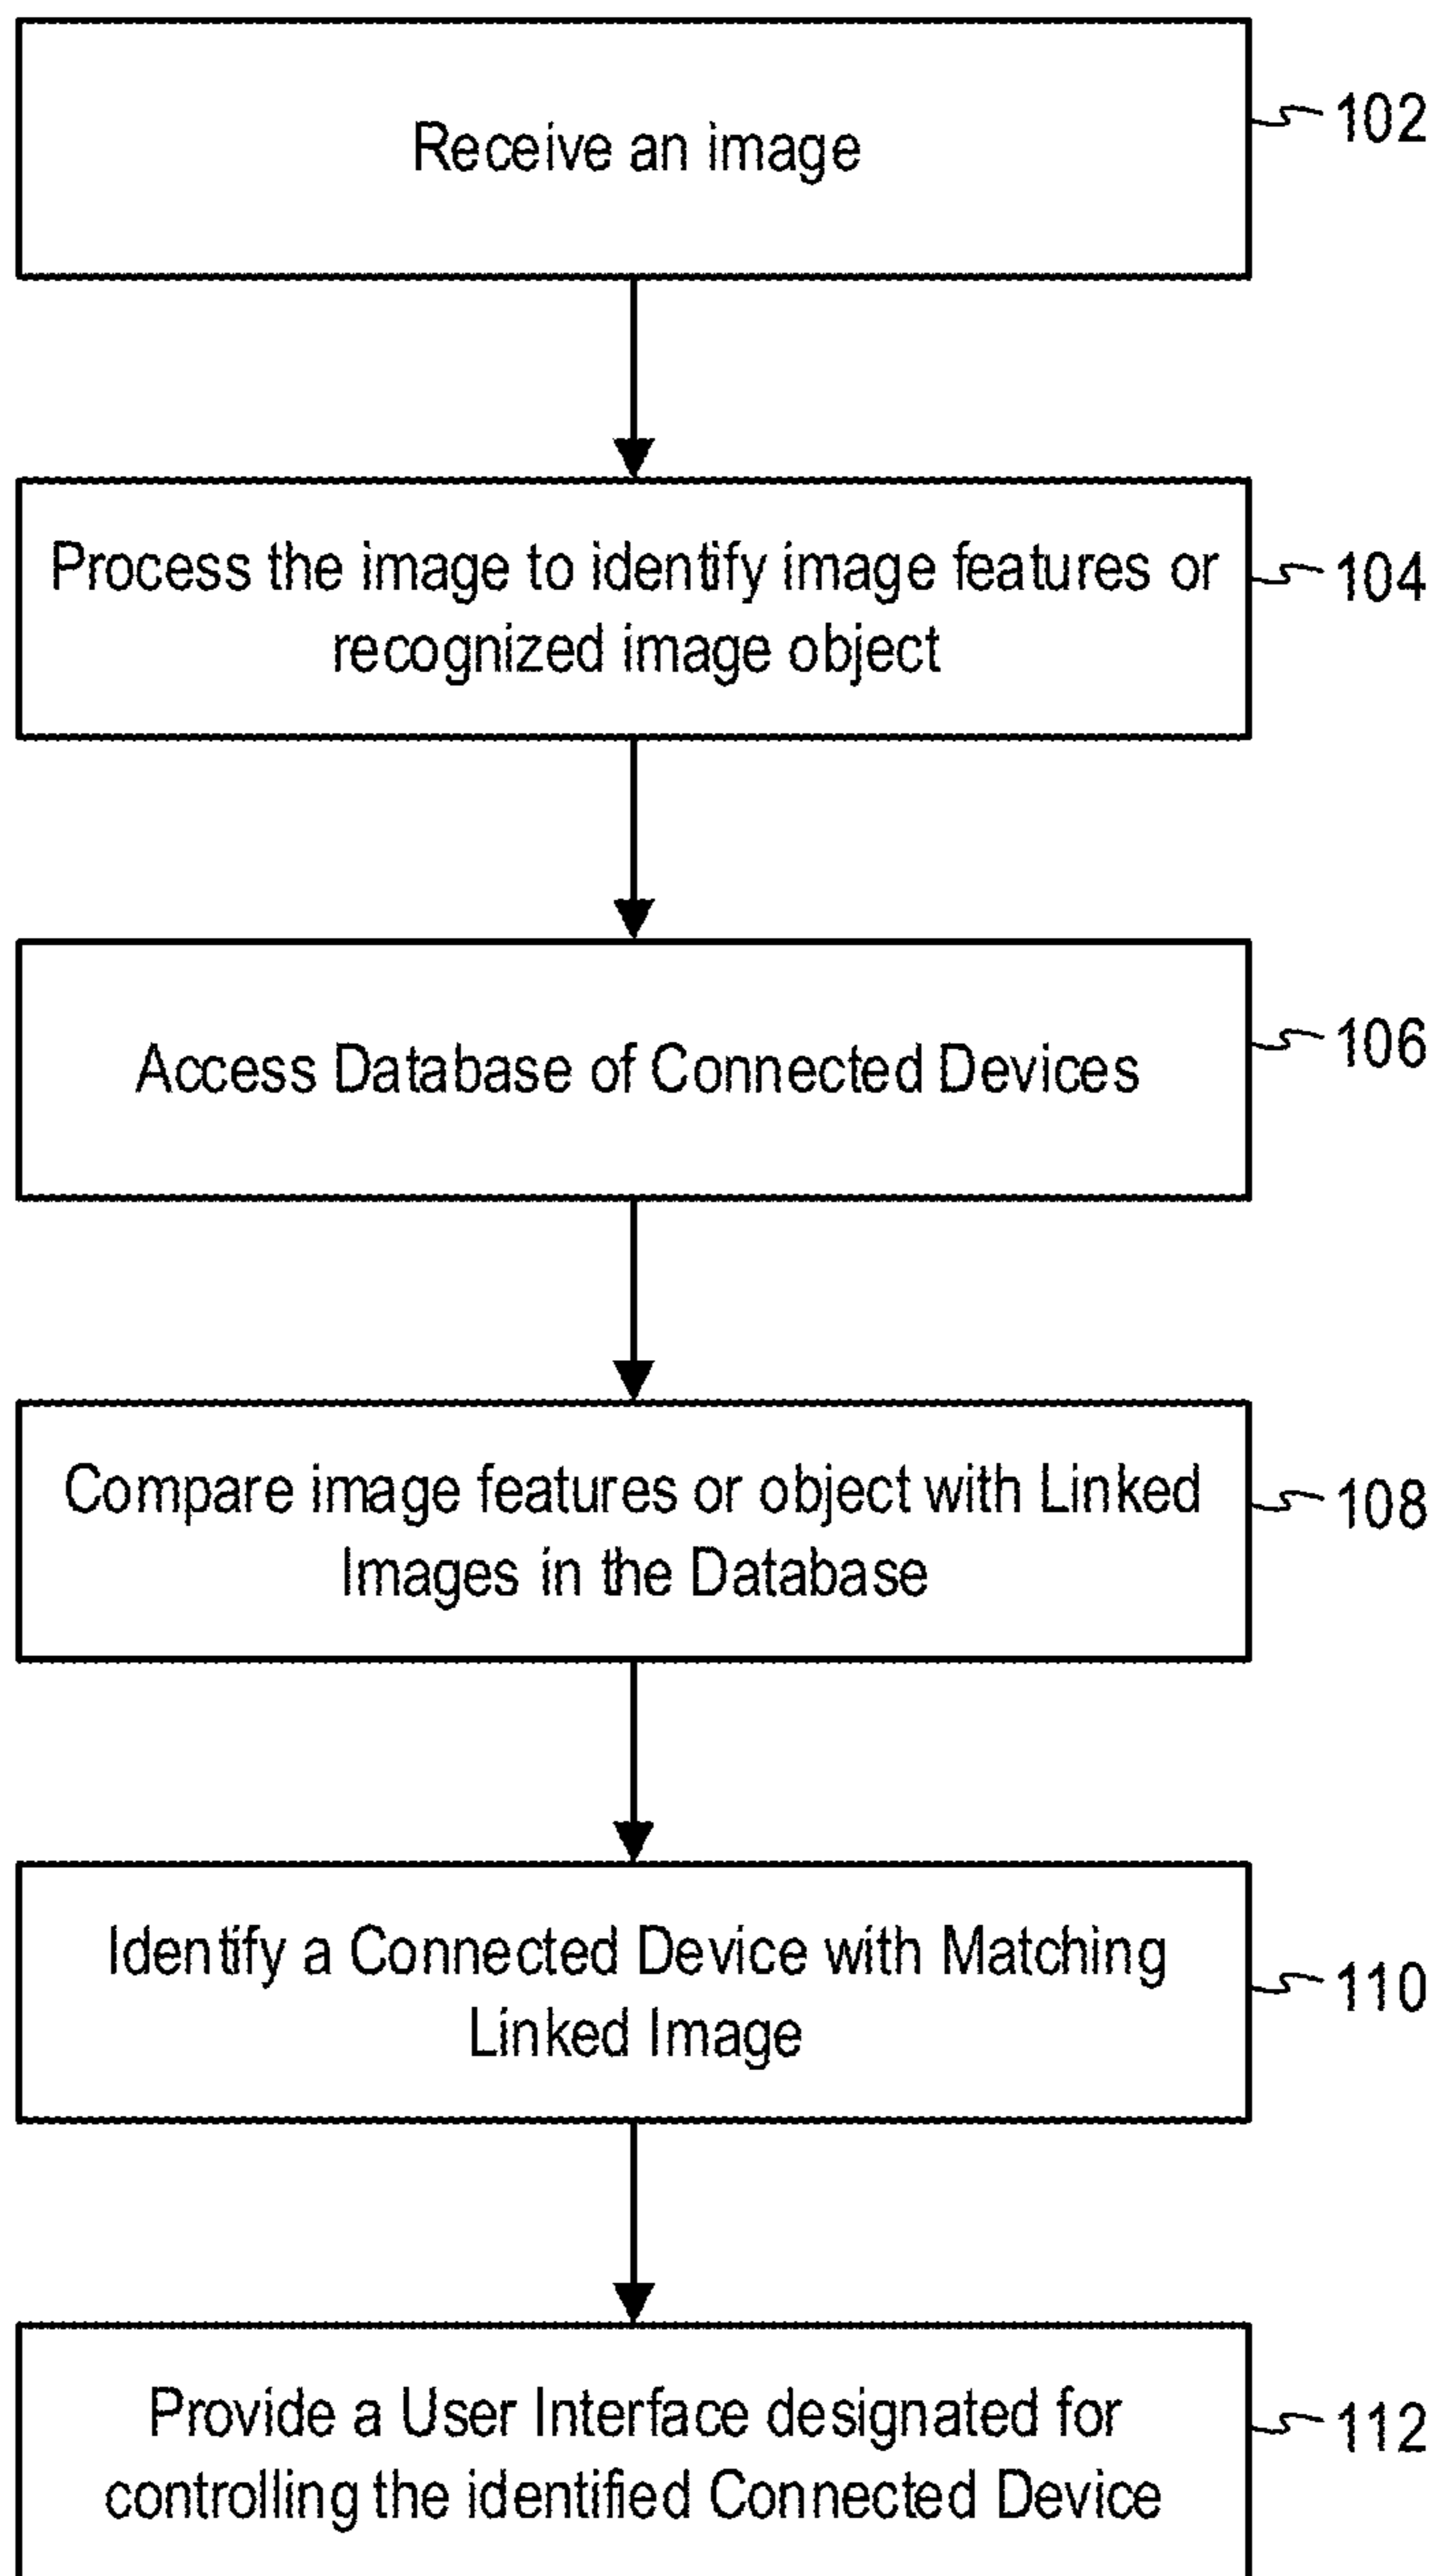 Receive an image
102
Process the image to identify image features or
recognized image object
104
Access Database of Connected Devices
106
Compare image features or object with Linked
Images in the Database
108
Identify a Connected Device with Matching
Linked Image
110
Provide a User Interface designated for
controlling the identified Connected Device
112